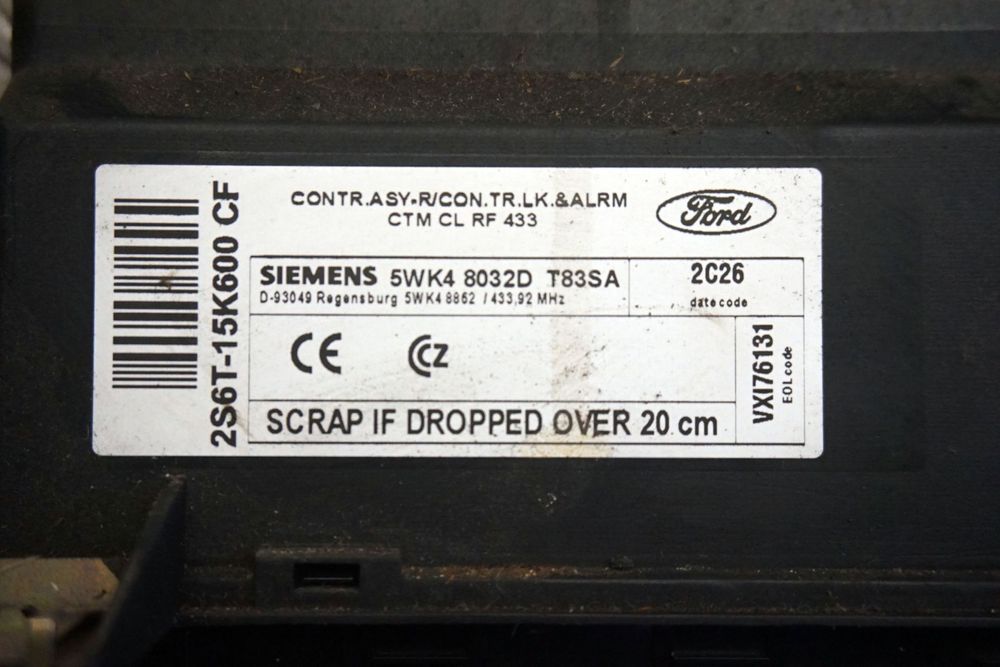 2S6T-15K600 CF
CONTR.ASY-R/CON.TR.LK.&ALRM
CTM CL RF 433
Ford
SIEMENS 5WK4 8032D T83SA
D-93049 Regensburg 5WK4 8862 / 433,92 MHz
2C26
datecode
CE CCZ
VXI76131
EOLcode
SCRAP IF DROPPED OVER 20 cm